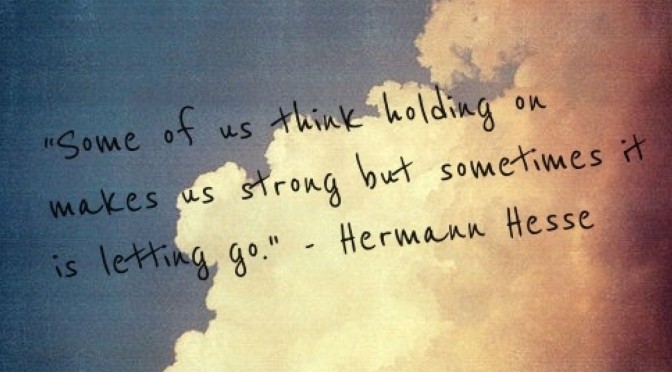 "Some of us think holding on
makes us strong but sometimes it
is letting go." - Hermann Hesse